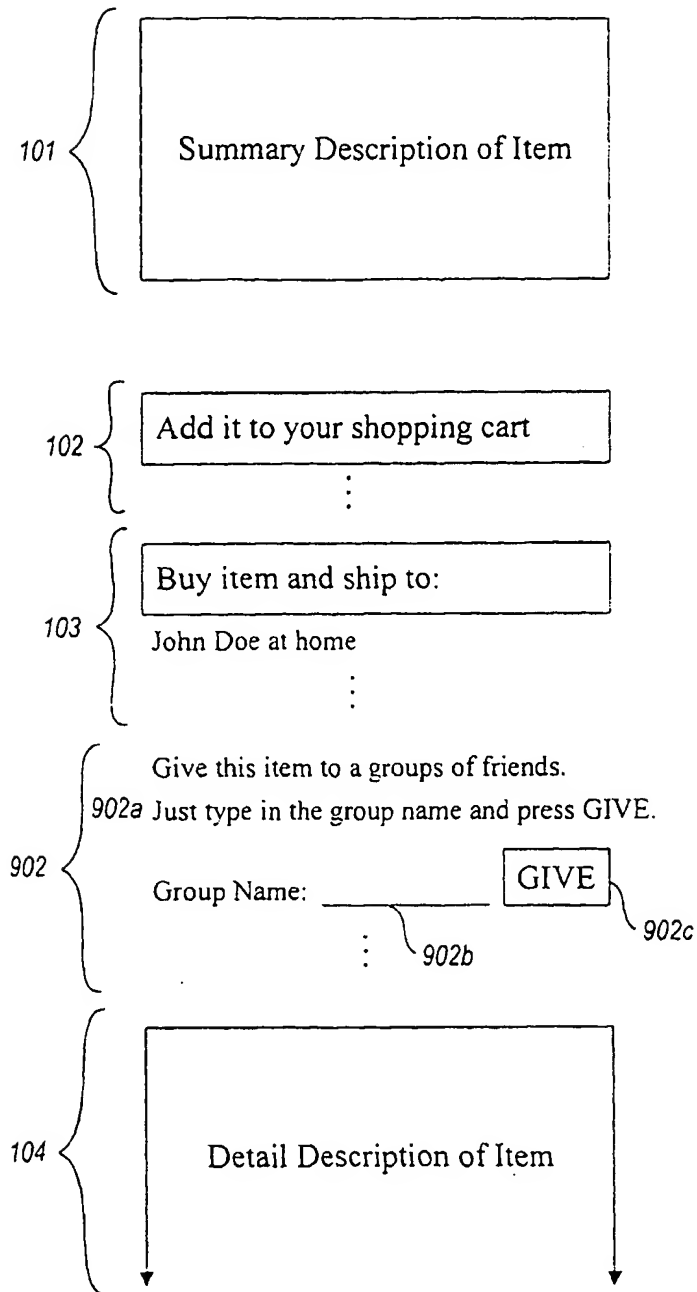 101 Summary Description of Item
102 Add it to your shopping cart
Buy item and ship to:
103
John Doe at home
Give this item to a groups of friends.
902a Just type in the group name and press GIVE.
902
Group Name: GIVE
902c
902b
104 Detail Description of Item